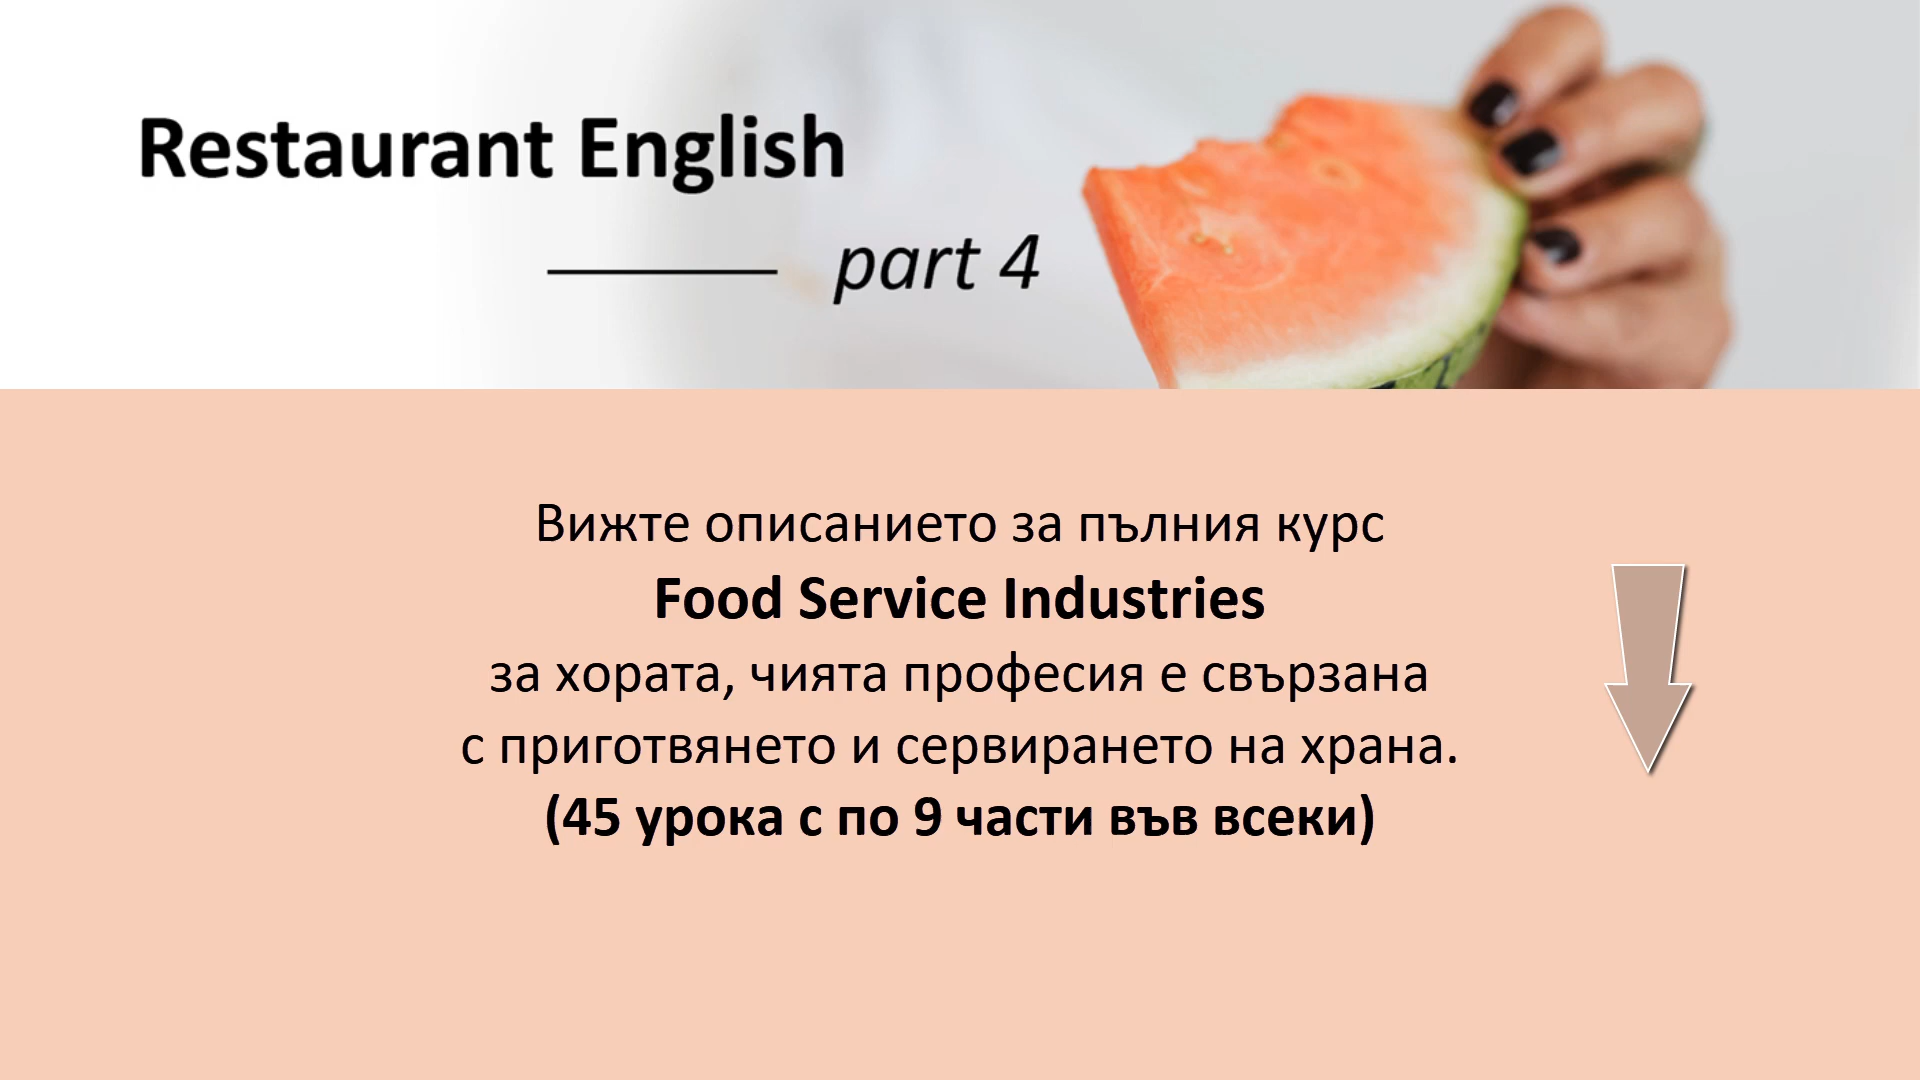 Restaurant English
part 4
Вижте описанието за пълния курс
Food Service Industries
за хората, чията професия е свързана
с приготвянето и сервирането на храна.
(45 урока с по 9 части във всеки)